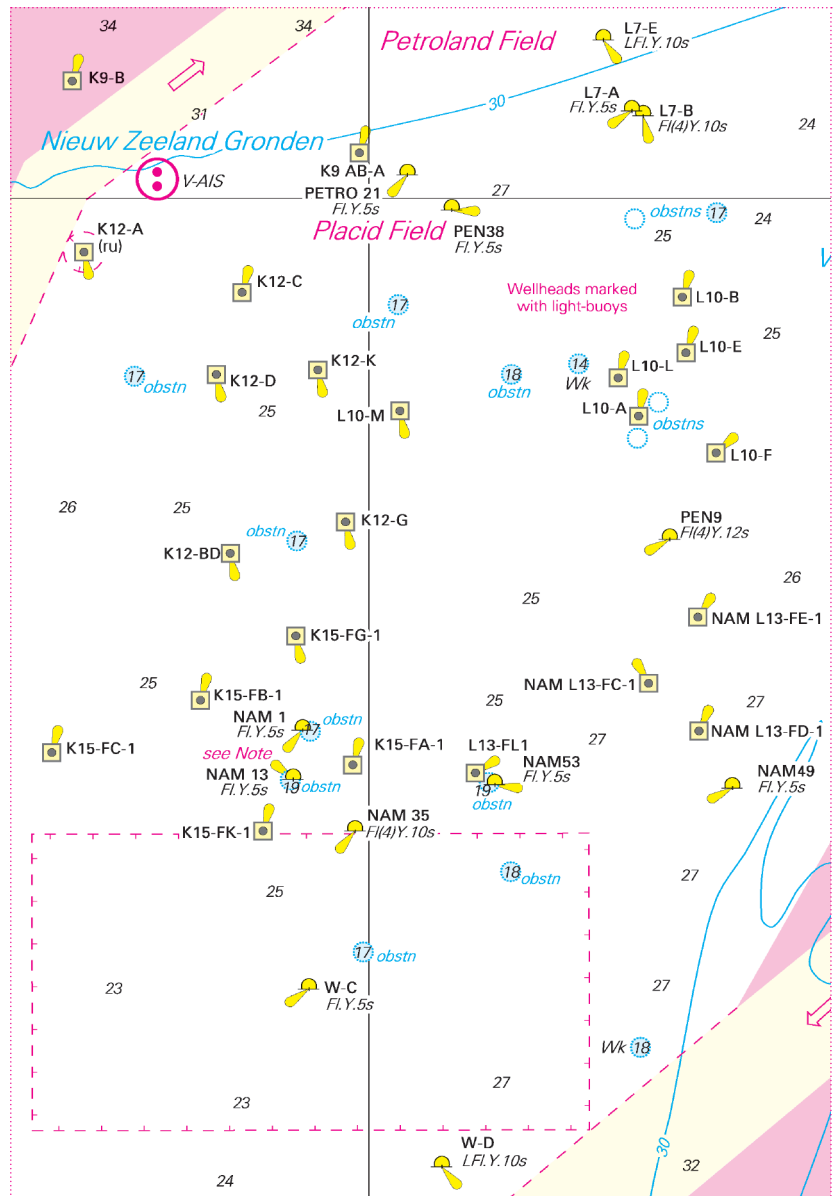 34
34
Petroland Field
L7-E
LFl.Y.10s
K9-B
31
30
L7-A
Fl.Y.5s
L7-B
Fl(4)Y.10s
24
Nieuw Zeeland Gronden
K9 AB-A
V-AIS
PETRO 21
Fl.Y.5s
27
obstns
17
24
K12-A
(ru)
Placid Field
PEN38
Fl.Y.5s
25
V
K12-C
Wellheads marked
with light-buoys
L10-B
17
obstn
25
L10-E
17
obstn
K12-D
K12-K
18
obstn
14
Wk
L10-L
25
L10-M
L10-A
obstns
L10-F
26
25
K12-G
PEN9
Fl(4)Y.12s
obstn
17
K12-BD
26
25
NAM L13-FE-1
K15-FG-1
25
K15-FB-1
NAM L13-FC-1
25
27
NAM 1
Fl.Y.5s
17
obstn
NAM L13-FD-1
27
K15-FC-1
see Note
K15-FA-1
L13-FL1
NAM 13
Fl.Y.5s
19
obstn
19
obstn
NAM53
Fl.Y.5s
NAM49
Fl.Y.5s
K15-FK-1
NAM 35
Fl(4)Y.10s
25
18
obstn
27
17
obstn
23
W-C
Fl.Y.5s
27
Wk
18
27
23
W-D
LFl.Y.10s
30
32
24